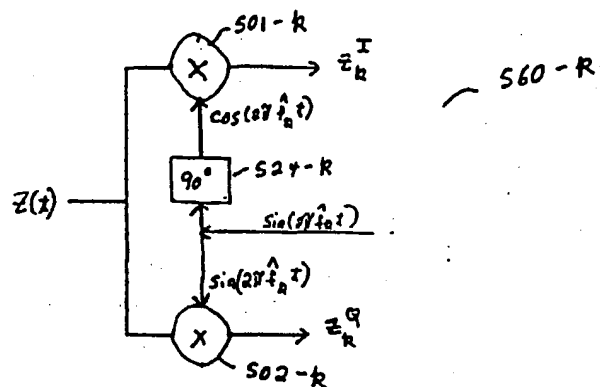 501-k
z_k^I
560-k
cos(2π f̂_k t)
90°
524-k
Z(t)
sin(2π f̂_k t)
sin(2π f̂_k t)
z_k^Q
502-k